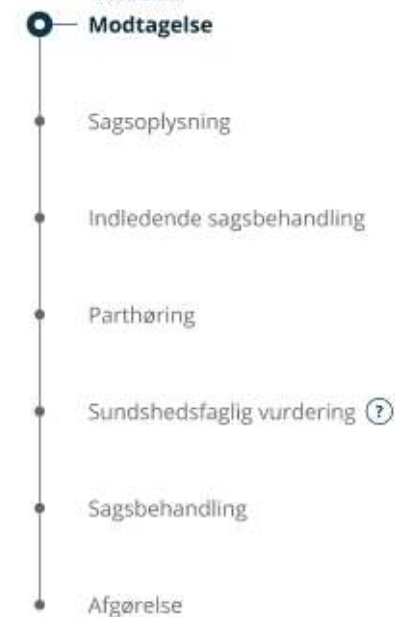 Modtagelse
Sagsoplysning
Indledende sagsbehandling
Parthøring
Sundshedsfaglig vurdering ?
Sagsbehandling
Afgørelse